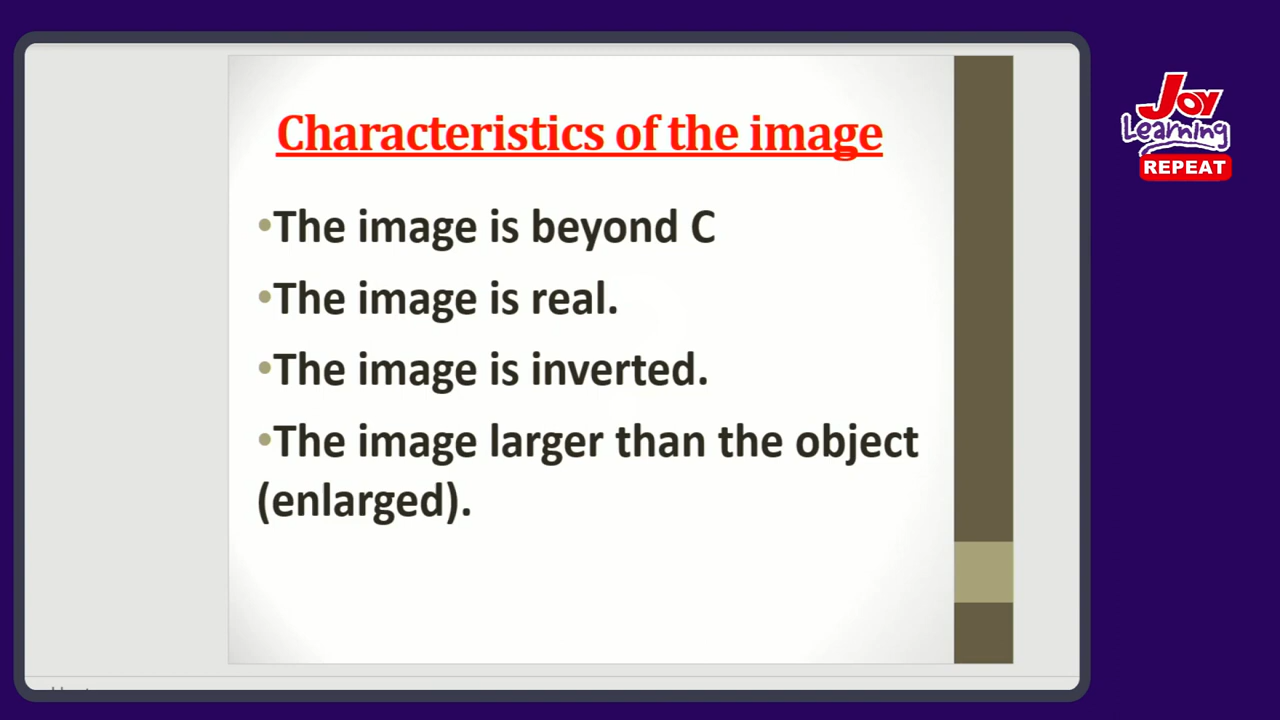 Characteristics of the image
•The image is beyond C
•The image is real.
•The image is inverted.
•The image larger than the object
(enlarged).
Joy
Learning
REPEAT